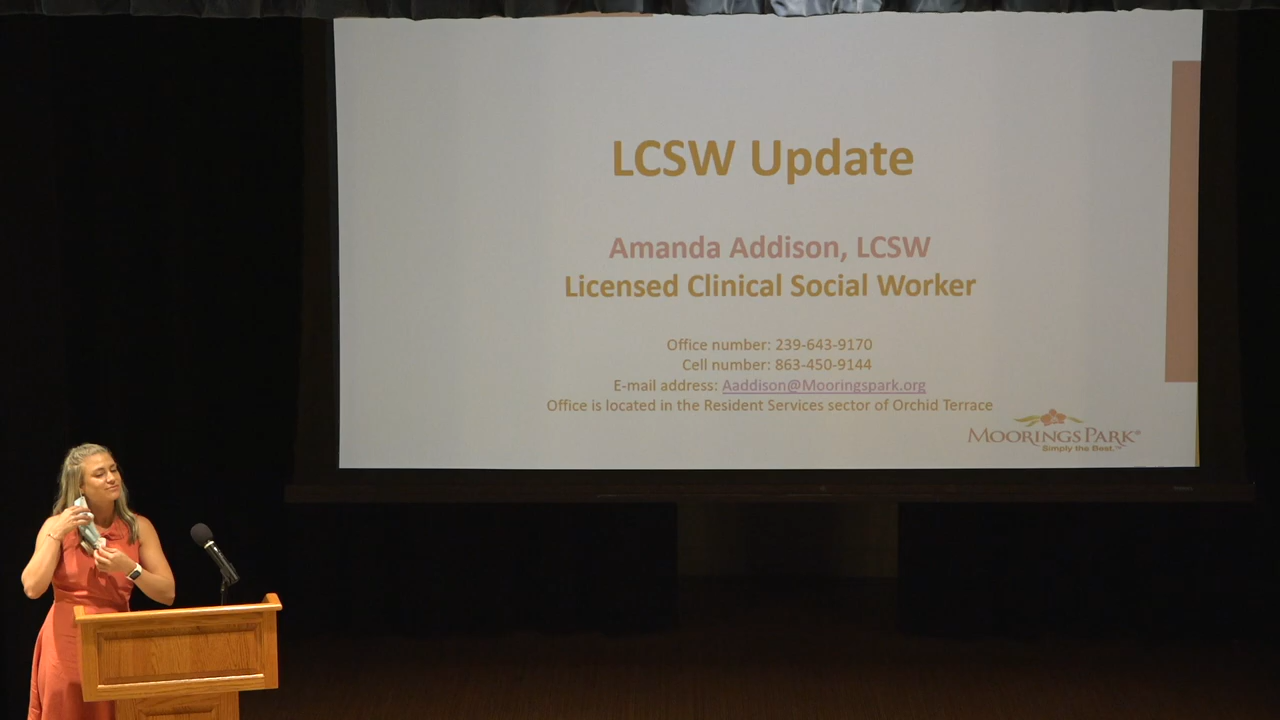 LCSW Update
Amanda Addison, LCSW
Licensed Clinical Social Worker
Office number: 239-643-9170
Cell number: 863-450-9144
E-mail address: Aaddison@Mooringspark.org
Office is located in the Resident Services sector of Orchid Terrace
MOORINGS PARK®
Simply the Best.™